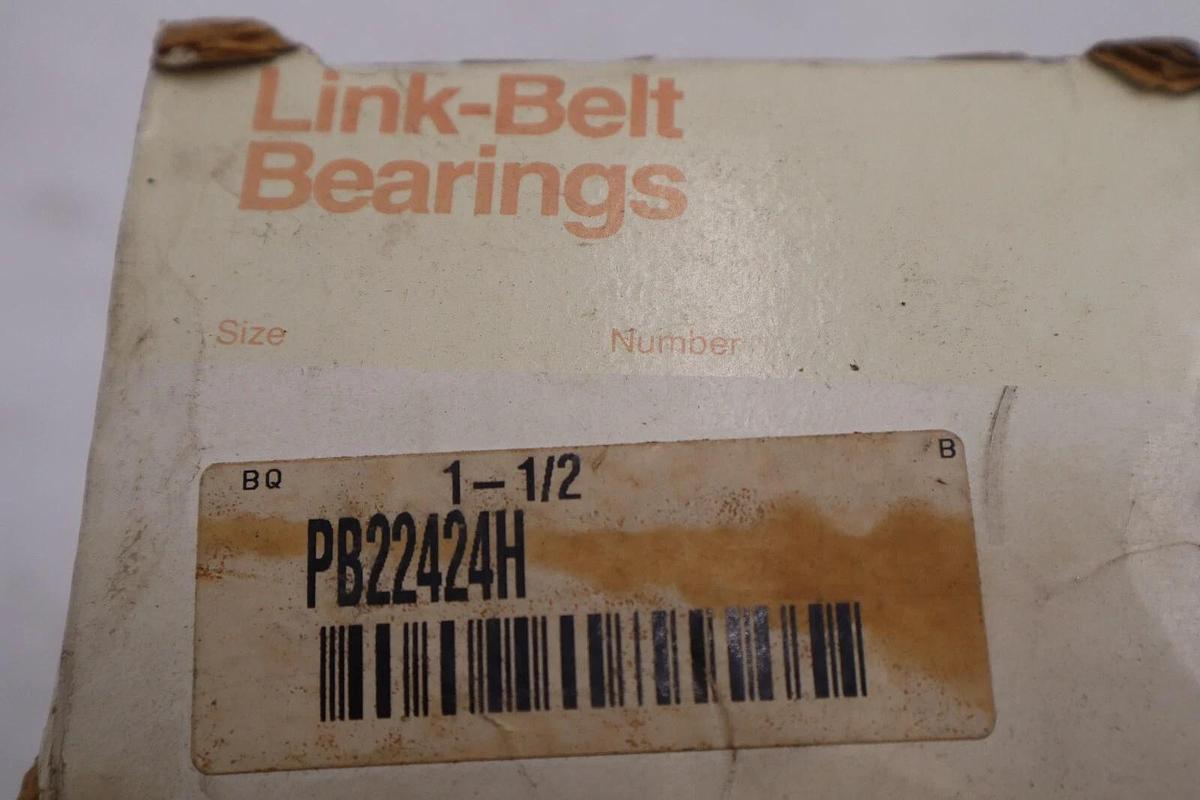 Link-Belt
Bearings
Size Number
BQ 1-1/2 B
PB22424H